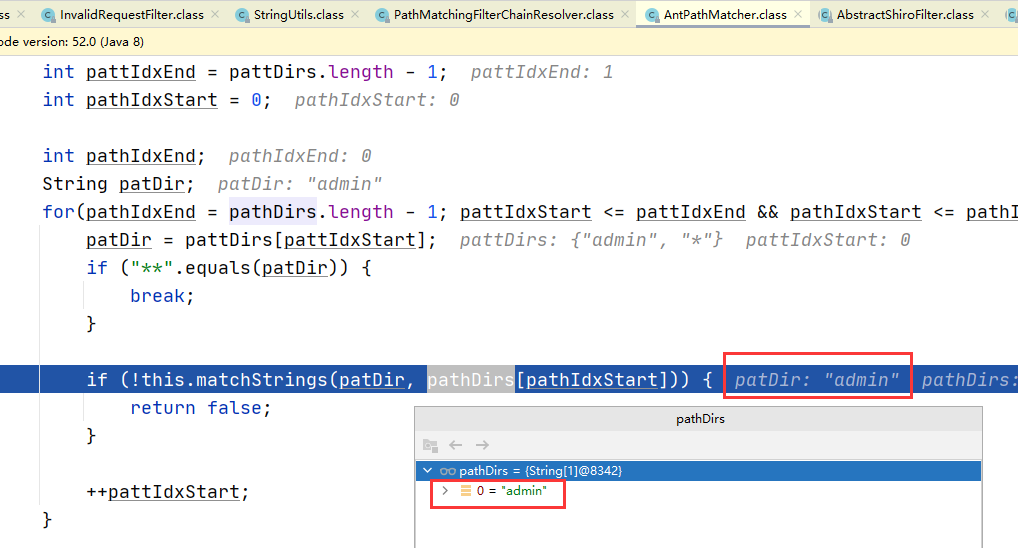 ss InvalidRequestFilter.class StringUtils.class PathMatchingFilterChainResolver.class AntPathMatcher.class AbstractShiroFilter.class
ode version: 52.0 (Java 8)
int pattIdxEnd = pattDirs.length - 1; pattIdxEnd: 1
int pathIdxStart = 0; pathIdxStart: 0
int pathIdxEnd; pathIdxEnd: 0
String patDir; patDir: "admin"
for(pathIdxEnd = pathDirs.length - 1; pattIdxStart <= pattIdxEnd && pathIdxStart <= pathI
patDir = pattDirs[pattIdxStart]; pattDirs: {"admin", "*"} pattIdxStart: 0
if ("**".equals(patDir)) {
break;
}
if (!this.matchStrings(patDir, pathDirs[pathIdxStart])) { patDir: "admin" pathDirs:
return false;
}
pathDirs
pathDirs = {String[1]@8342}
0 = "admin"
++pattIdxStart;
}